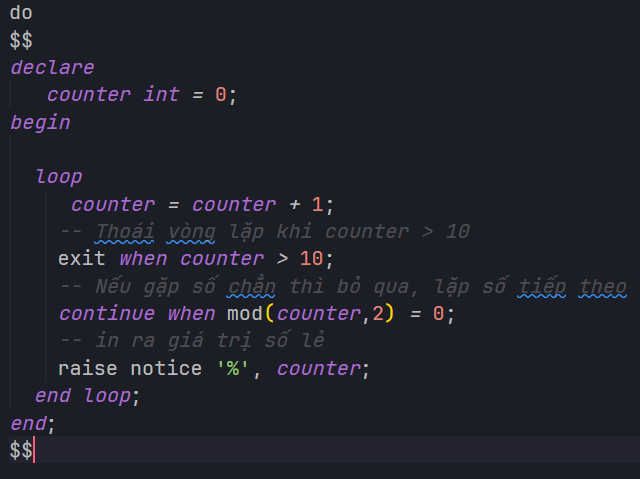 do
$$
declare
counter int = 0;
begin
loop
counter = counter + 1;
-- Thoái vòng lặp khi counter > 10
exit when counter > 10;
-- Nếu gặp số chẳn thì bỏ qua, lặp số tiếp theo
continue when mod(counter,2) = 0;
-- in ra giá trị số lẻ
raise notice '%', counter;
end loop;
end;
$$